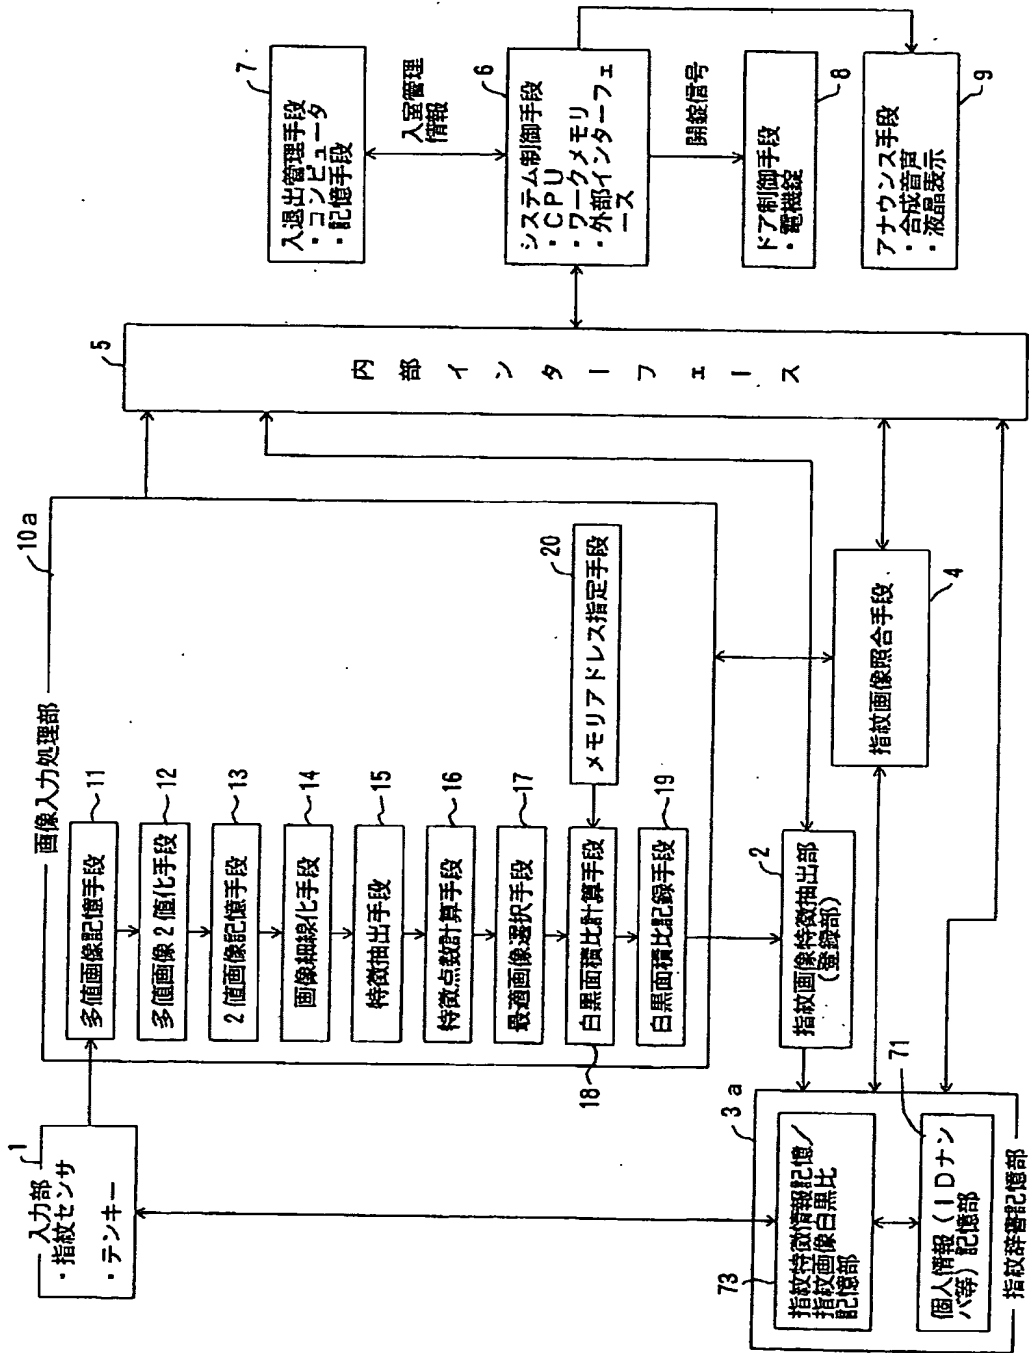 1
入力部
・指紋センサ
・テンキー
画像入力処理部
10a
多値画像記憶手段
11
多値画像2値化手段
12
2値画像記憶手段
13
画像細線化手段
14
特徴抽出手段
15
特徴点数計算手段
16
最適画像選択手段
17
白黒面積比計算手段
18
白黒面積比記録手段
19
メモリアドレス指定手段
20
指紋画像特徴抽出部
(登録部)
2
3a
指紋特徴情報記憶/
指紋画像白黒比
記憶部
73
個人情報(IDナン
バ等)記憶部
71
指紋辞書記憶部
指紋画像照合手段
4
5
内部インターフェース
入退出管理手段
・コンピュータ
・記憶手段
7
入室管理
情報
システム制御手段
・CPU
・ワークメモリ
・外部インターフェ
ース
6
開錠信号
ドア制御手段
・電機錠
8
アナウンス手段
・合成音声
・液晶表示
9